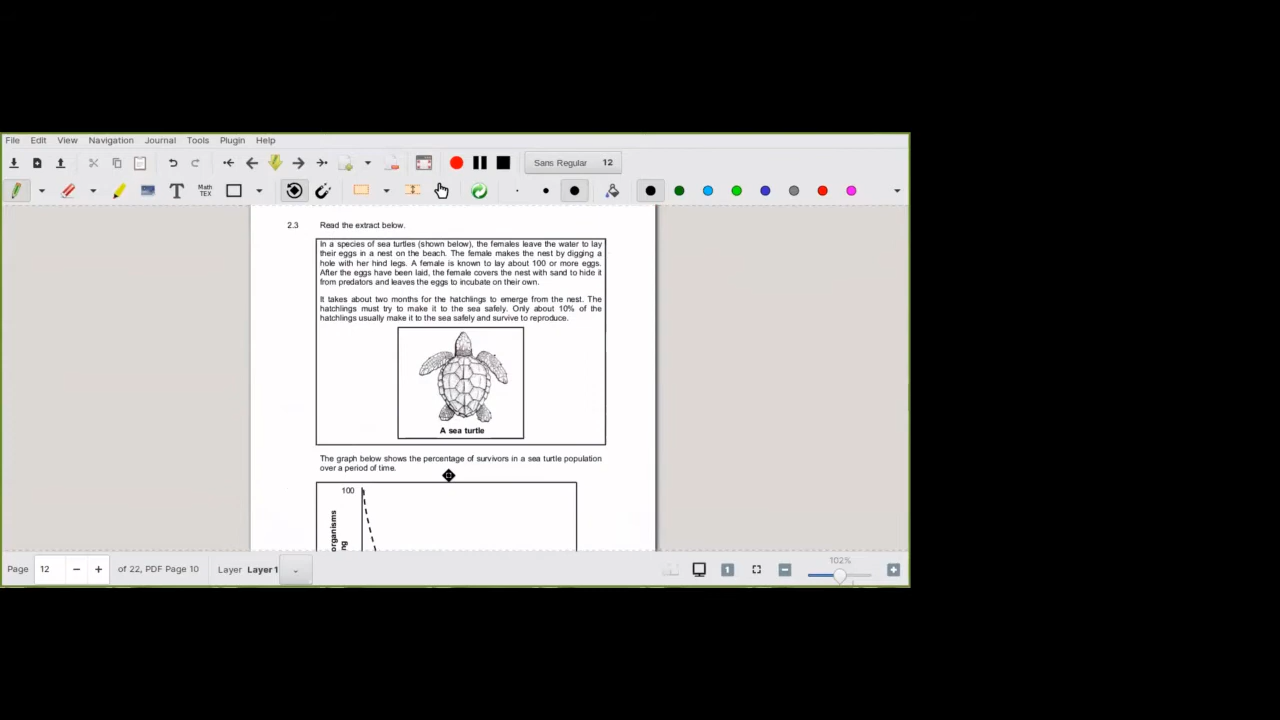 File Edit View Navigation Journal Tools Plugin Help
Sans Regular 12
Math
TEX
2.3 Read the extract below.
In a species of sea turtles (shown below), the females leave the water to lay
their eggs in a nest on the beach. The female makes the nest by digging a
hole with her hind legs. A female is known to lay about 100 or more eggs.
After the eggs have been laid, the female covers the nest with sand to hide it
from predators and leaves the eggs to incubate on their own.
It takes about two months for the hatchlings to emerge from the nest. The
hatchlings must try to make it to the sea safely. Only about 10% of the
hatchlings usually make it to the sea safely and survive to reproduce.
A sea turtle
The graph below shows the percentage of survivors in a sea turtle population
over a period of time.
100
organisms
ng
Page 12 of 22, PDF Page 10 Layer Layer 1
1
102%